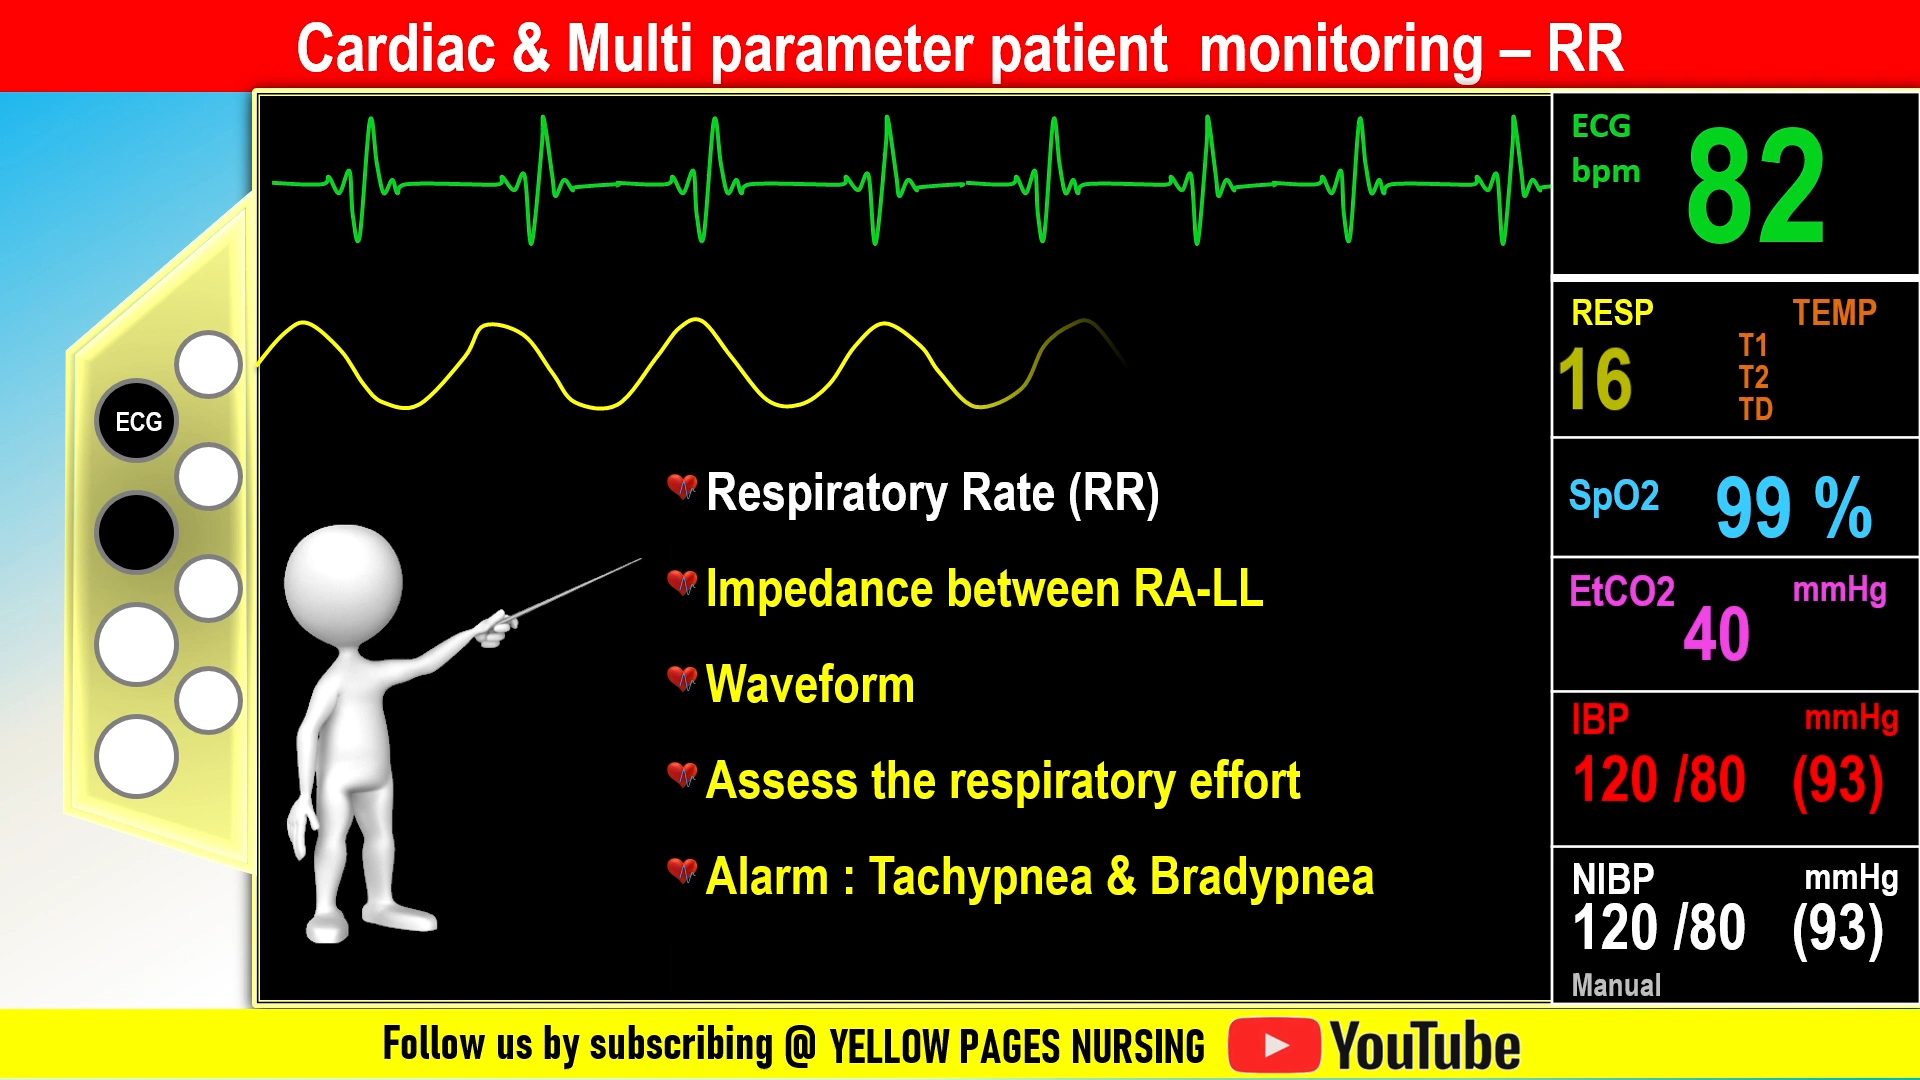 Cardiac & Multi parameter patient monitoring – RR
ECG
bpm
82
RESP
16
TEMP
T1
T2
TD
ECG
Respiratory Rate (RR)
SpO2 99 %
Impedance between RA-LL
EtCO2 mmHg
40
Waveform
IBP mmHg
120 /80 (93)
Assess the respiratory effort
Alarm : Tachypnea & Bradypnea
NIBP mmHg
120 /80 (93)
Manual
Follow us by subscribing @ YELLOW PAGES NURSING YouTube